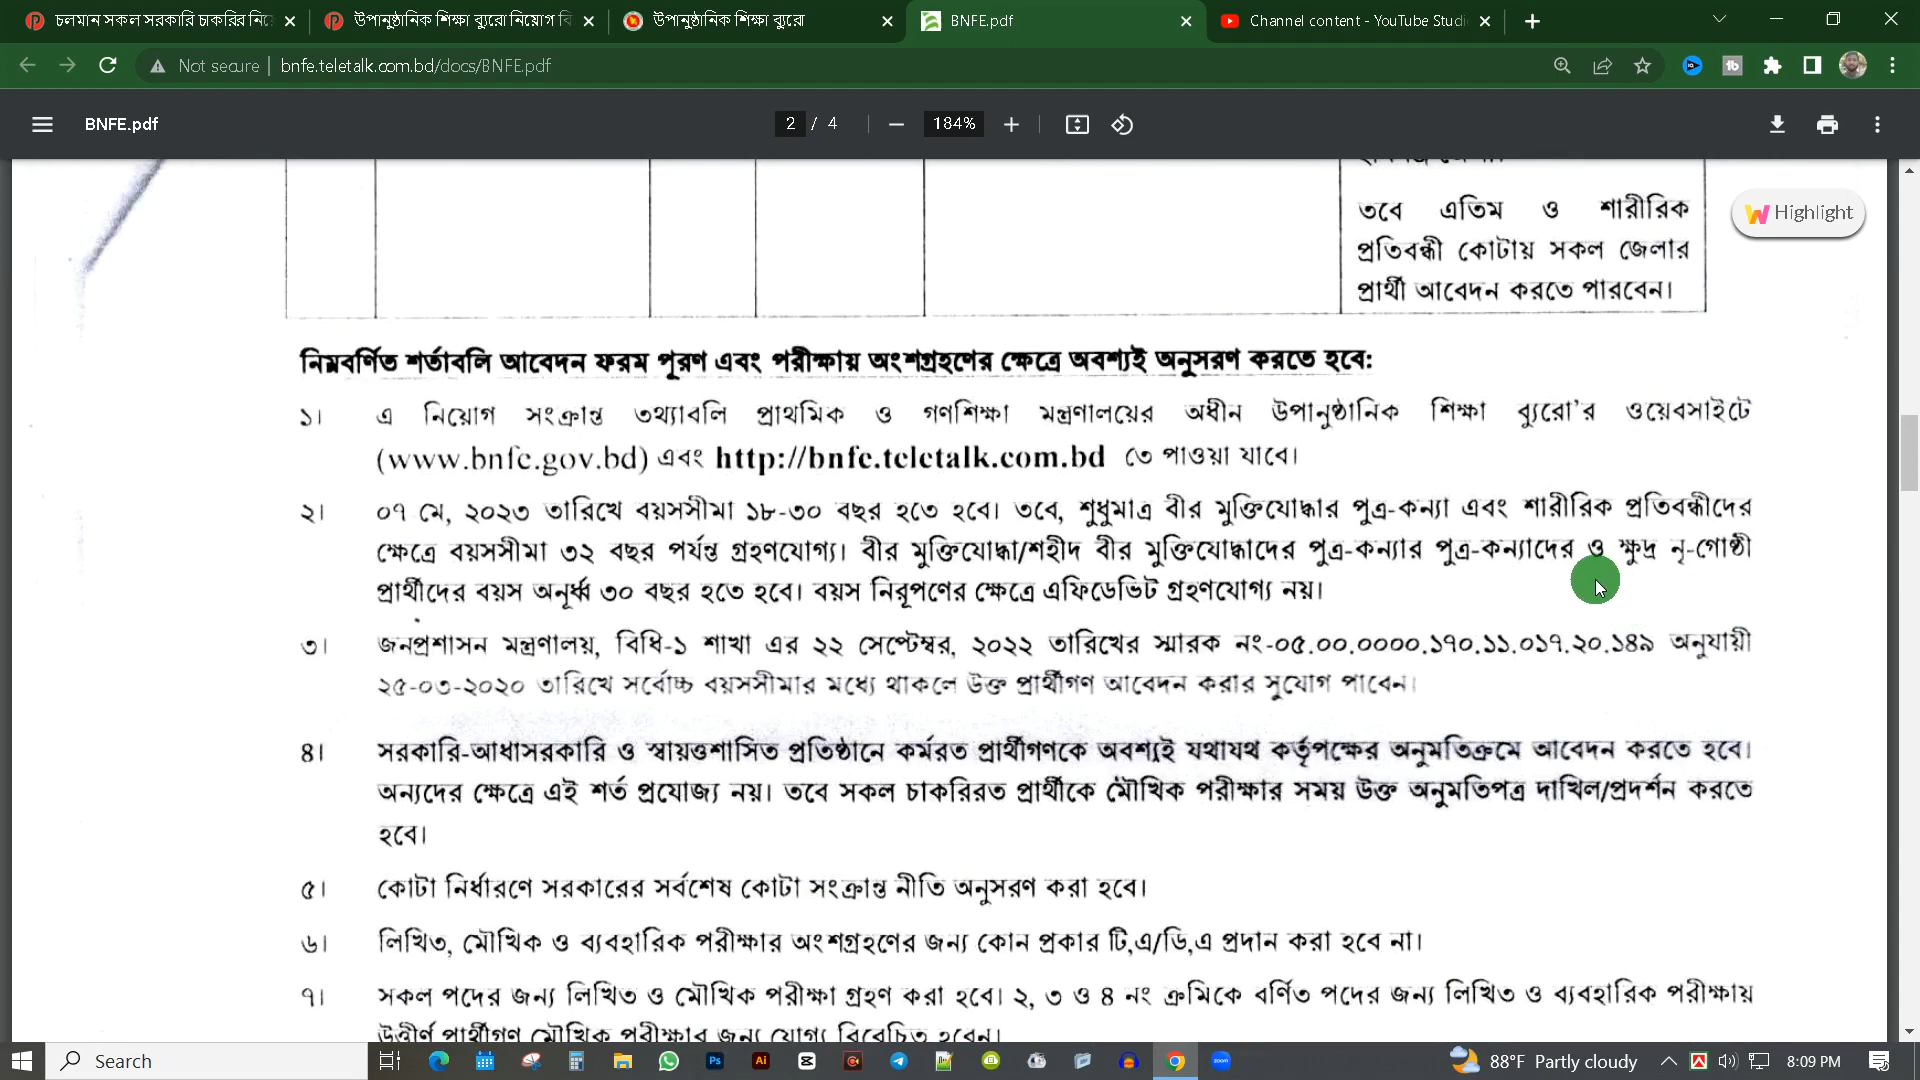 চলমান সকল সরকারি চাকরির নিয়ে
উপানুষ্ঠানিক শিক্ষা ব্যুরো নিয়োগ বি
উপানুষ্ঠানিক শিক্ষা ব্যুরো
BNFE.pdf
Channel content - YouTube Studi
Not secure | bnfe.teletalk.com.bd/docs/BNFE.pdf
BNFE.pdf
2 / 4
184%
Highlight
তবে এতিম ও শারীরিক
প্রতিবন্ধী কোটায় সকল জেলার
প্রার্থী আবেদন করতে পারবেন।
নিম্নবর্ণিত শর্তাবলি আবেদন ফরম পূরণ এবং পরীক্ষায় অংশগ্রহণের ক্ষেত্রে অবশ্যই অনুসরণ করতে হবে:
১। এ নিয়োগ সংক্রান্ত তথ্যাবলি প্রাথমিক ও গণশিক্ষা মন্ত্রণালয়ের অধীন উপানুষ্ঠানিক শিক্ষা ব্যুরো'র ওয়েবসাইটে
(www.bnfe.gov.bd) এবং http://bnfe.teletalk.com.bd তে পাওয়া যাবে।
২। ০৭ মে, ২০২৩ তারিখে বয়সসীমা ১৮-৩০ বছর হতে হবে। তবে, শুধুমাত্র বীর মুক্তিযোদ্ধার পুত্র-কন্যা এবং শারীরিক প্রতিবন্ধীদের
ক্ষেত্রে বয়সসীমা ৩২ বছর পর্যন্ত গ্রহণযোগ্য। বীর মুক্তিযোদ্ধা/শহীদ বীর মুক্তিযোদ্ধাদের পুত্র-কন্যার পুত্র-কন্যাদের ও ক্ষুদ্র নৃ-গোষ্ঠী
প্রার্থীদের বয়স অনূর্ধ্ব ৩০ বছর হতে হবে। বয়স নিরূপণের ক্ষেত্রে এফিডেভিট গ্রহণযোগ্য নয়।
৩। জনপ্রশাসন মন্ত্রণালয়, বিধি-১ শাখা এর ২২ সেপ্টেম্বর, ২০২২ তারিখের স্মারক নং-০৫.০০.০০০০.১৭০.১১.০১৭.২০.১৪৯ অনুযায়ী
২৫-০৩-২০২০ তারিখে সর্বোচ্চ বয়সসীমার মধ্যে থাকলে উক্ত প্রার্থীগণ আবেদন করার সুযোগ পাবেন।
৪। সরকারি-আধাসরকারি ও স্বায়ত্তশাসিত প্রতিষ্ঠানে কর্মরত প্রার্থীগণকে অবশ্যই যথাযথ কর্তৃপক্ষের অনুমতিক্রমে আবেদন করতে হবে।
অন্যদের ক্ষেত্রে এই শর্ত প্রযোজ্য নয়। তবে সকল চাকরিরত প্রার্থীকে মৌখিক পরীক্ষার সময় উক্ত অনুমতিপত্র দাখিল/প্রদর্শন করতে
হবে।
৫। কোটা নির্ধারণে সরকারের সর্বশেষ কোটা সংক্রান্ত নীতি অনুসরণ করা হবে।
৬। লিখিত, মৌখিক ও ব্যবহারিক পরীক্ষার অংশগ্রহণের জন্য কোন প্রকার টি,এ/ডি,এ প্রদান করা হবে না।
৭। সকল পদের জন্য লিখিত ও মৌখিক পরীক্ষা গ্রহণ করা হবে। ২, ৩ ও ৪ নং ক্রমিকে বর্ণিত পদের জন্য লিখিত ও ব্যবহারিক পরীক্ষায়
উত্তীর্ণ প্রার্থীগণ মৌখিক পরীক্ষার জন্য যোগ্য বিবেচিত হবেন।
Search
88°F Partly cloudy
8:09 PM